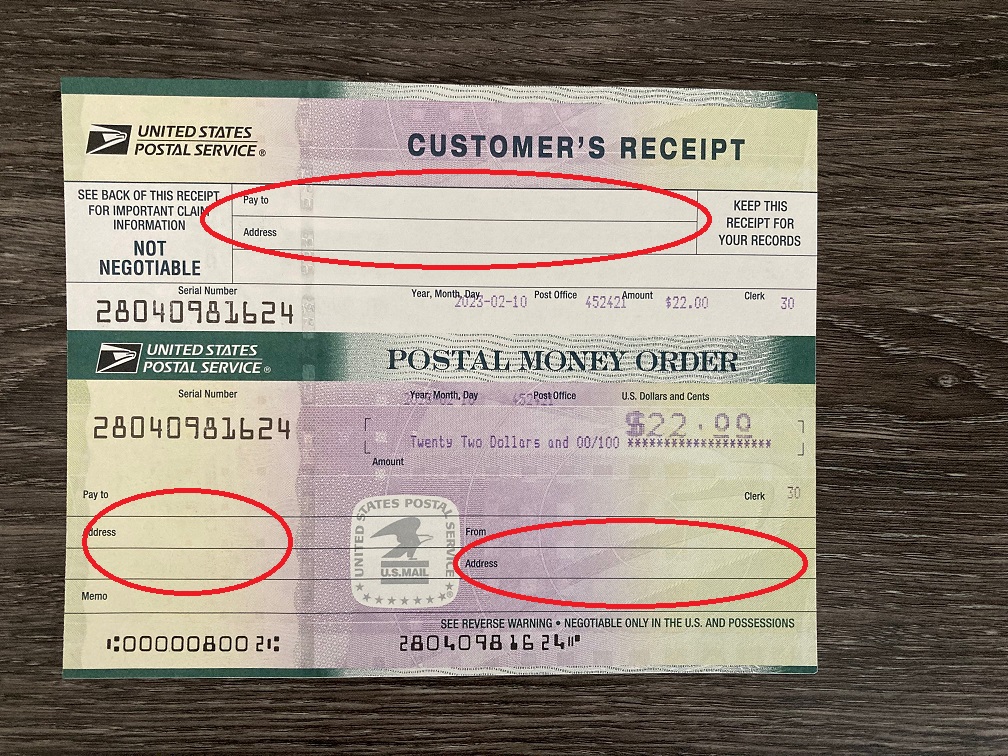 UNITED STATES
POSTAL SERVICE®
CUSTOMER'S RECEIPT
SEE BACK OF THIS RECEIPT
FOR IMPORTANT CLAIM
INFORMATION
NOT
NEGOTIABLE
Pay to
Address
KEEP THIS
RECEIPT FOR
YOUR RECORDS
Serial Number
Year, Month, Day
Post Office
Amount
Clerk
28040981624
2023-02-10
452421
$22.00
30
UNITED STATES
POSTAL SERVICE®
POSTAL MONEY ORDER
Serial Number
Year, Month, Day
Post Office
U.S. Dollars and Cents
28040981624
$22.00
Twenty Two Dollars and 00/100 *******************
Amount
Pay to
Clerk
30
Address
From
Address
UNITED STATES POSTAL SERVICE
U.S.MAIL
Memo
SEE REVERSE WARNING • NEGOTIABLE ONLY IN THE U.S. AND POSSESSIONS
⑆00000800 2⑆
28040981624⑈